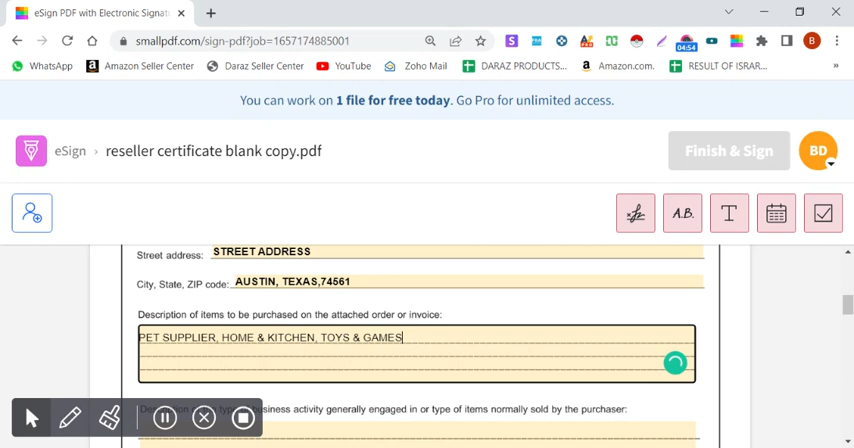 eSign PDF with Electronic Signat
smallpdf.com/sign-pdf?job=1657174885001
04:54
B
WhatsApp
Amazon Seller Center
Daraz Seller Center
YouTube
Zoho Mail
DARAZ PRODUCTS...
Amazon.com.
RESULT OF ISRAR...
You can work on 1 file for free today. Go Pro for unlimited access.
eSign › reseller certificate blank copy.pdf
Finish & Sign
BD
A.B.
T
Street address: STREET ADDRESS
City, State, ZIP code: AUSTIN, TEXAS,74561
Description of items to be purchased on the attached order or invoice:
PET SUPPLIER, HOME & KITCHEN, TOYS & GAMES
business activity generally engaged in or type of items normally sold by the purchaser: